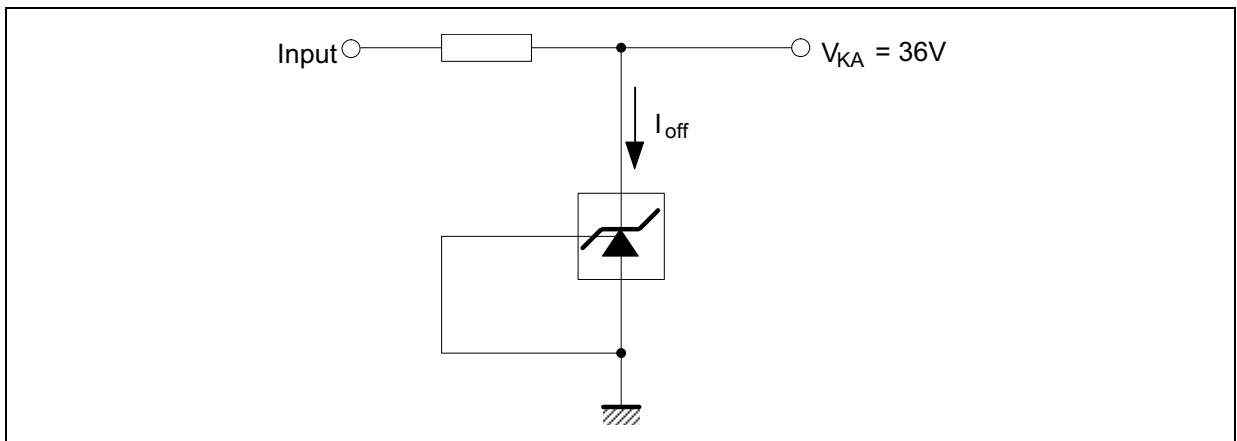 Input
V_KA = 36V
I_off